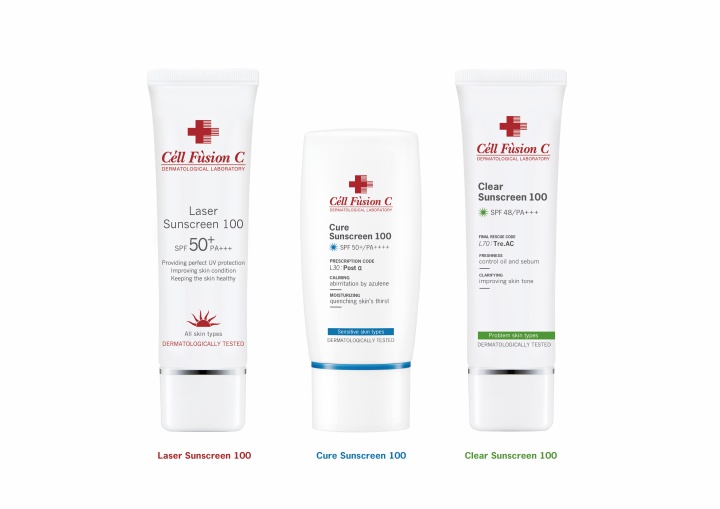 Céll Fùsion C
DERMATOLOGICAL LABORATORY
Laser
Sunscreen 100
SPF 50+ PA+++
Providing perfect UV protection
Improving skin condition
Keeping the skin healthy
All skin types
DERMATOLOGICALLY TESTED
Laser Sunscreen 100
Céll Fùsion C
DERMATOLOGICAL LABORATORY
Cure
Sunscreen 100
SPF 50+/PA++++
PRESCRIPTION CODE
L30 : Post α
CALMING
abirritation by azulene
MOISTURIZING
quenching skin's thirst
Sensitive skin types
DERMATOLOGICALLY TESTED
Cure Sunscreen 100
Céll Fùsion C
DERMATOLOGICAL LABORATORY
Clear
Sunscreen 100
SPF 48/PA+++
FINAL RESCUE CODE
L70 : Tre.AC
FRESHNESS
control oil and sebum
CLARIFYING
improving skin tone
Problem skin types
DERMATOLOGICALLY TESTED
Clear Sunscreen 100